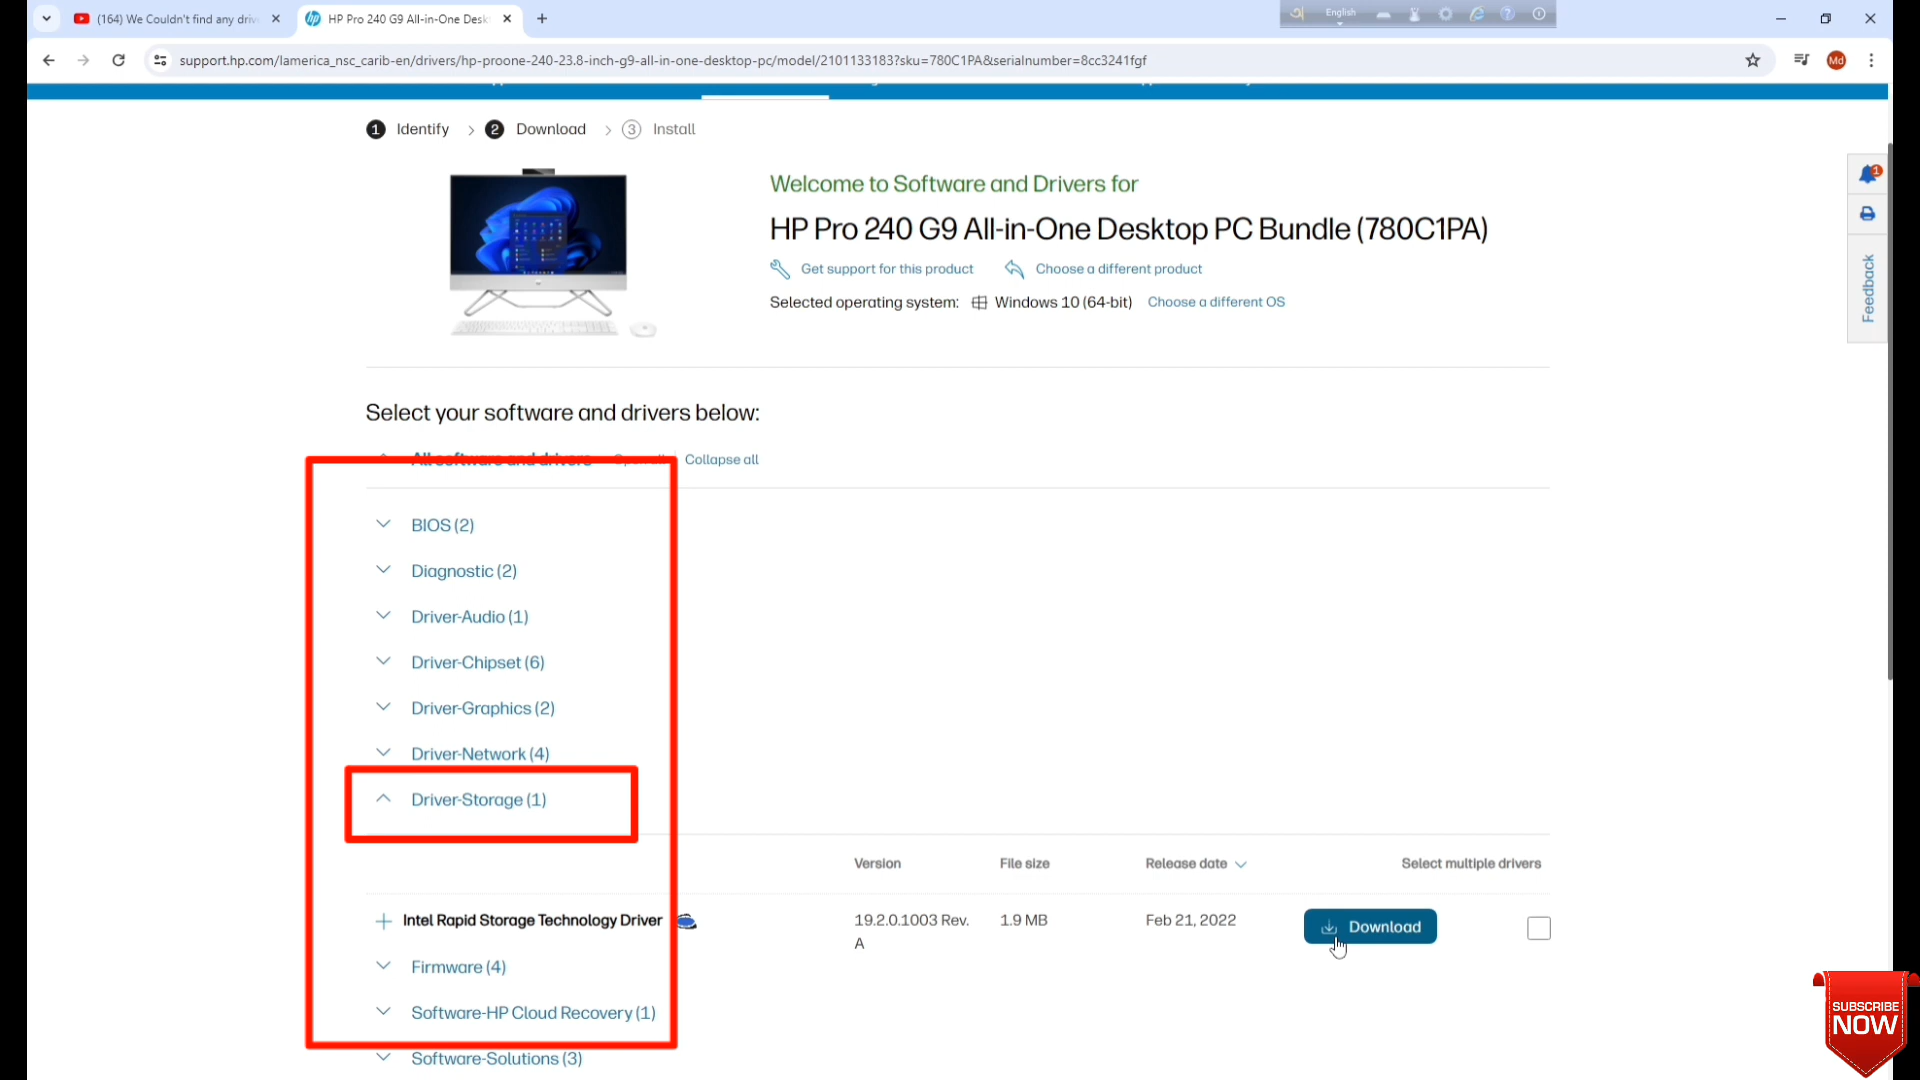 (164) We Couldn't find any driv
HP Pro 240 G9 All-in-One Desk
English
support.hp.com/lamerica_nsc_carib-en/drivers/hp-proone-240-23.8-inch-g9-all-in-one-desktop-pc/model/2101133183?sku=780C1PA&serialnumber=8cc3241fgf
Md
1 Identify > 2 Download > 3 Install
1
Welcome to Software and Drivers for
HP Pro 240 G9 All-in-One Desktop PC Bundle (780C1PA)
Get support for this product Choose a different product
Selected operating system: Windows 10 (64-bit) Choose a different OS
Feedback
Select your software and drivers below:
All software and drivers Collapse all
BIOS (2)
Diagnostic (2)
Driver-Audio (1)
Driver-Chipset (6)
Driver-Graphics (2)
Driver-Network (4)
Driver-Storage (1)
Version File size Release date Select multiple drivers
Intel Rapid Storage Technology Driver 19.2.0.1003 Rev. 1.9 MB Feb 21, 2022 Download
A
Firmware (4)
Software-HP Cloud Recovery (1)
Software-Solutions (3)
SUBSCRIBE
NOW